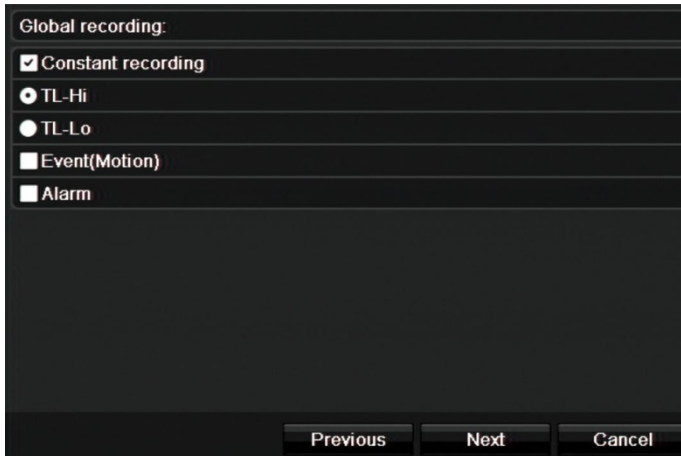 Global recording:
Constant recording
TL-Hi
TL-Lo
Event(Motion)
Alarm
Previous Next Cancel